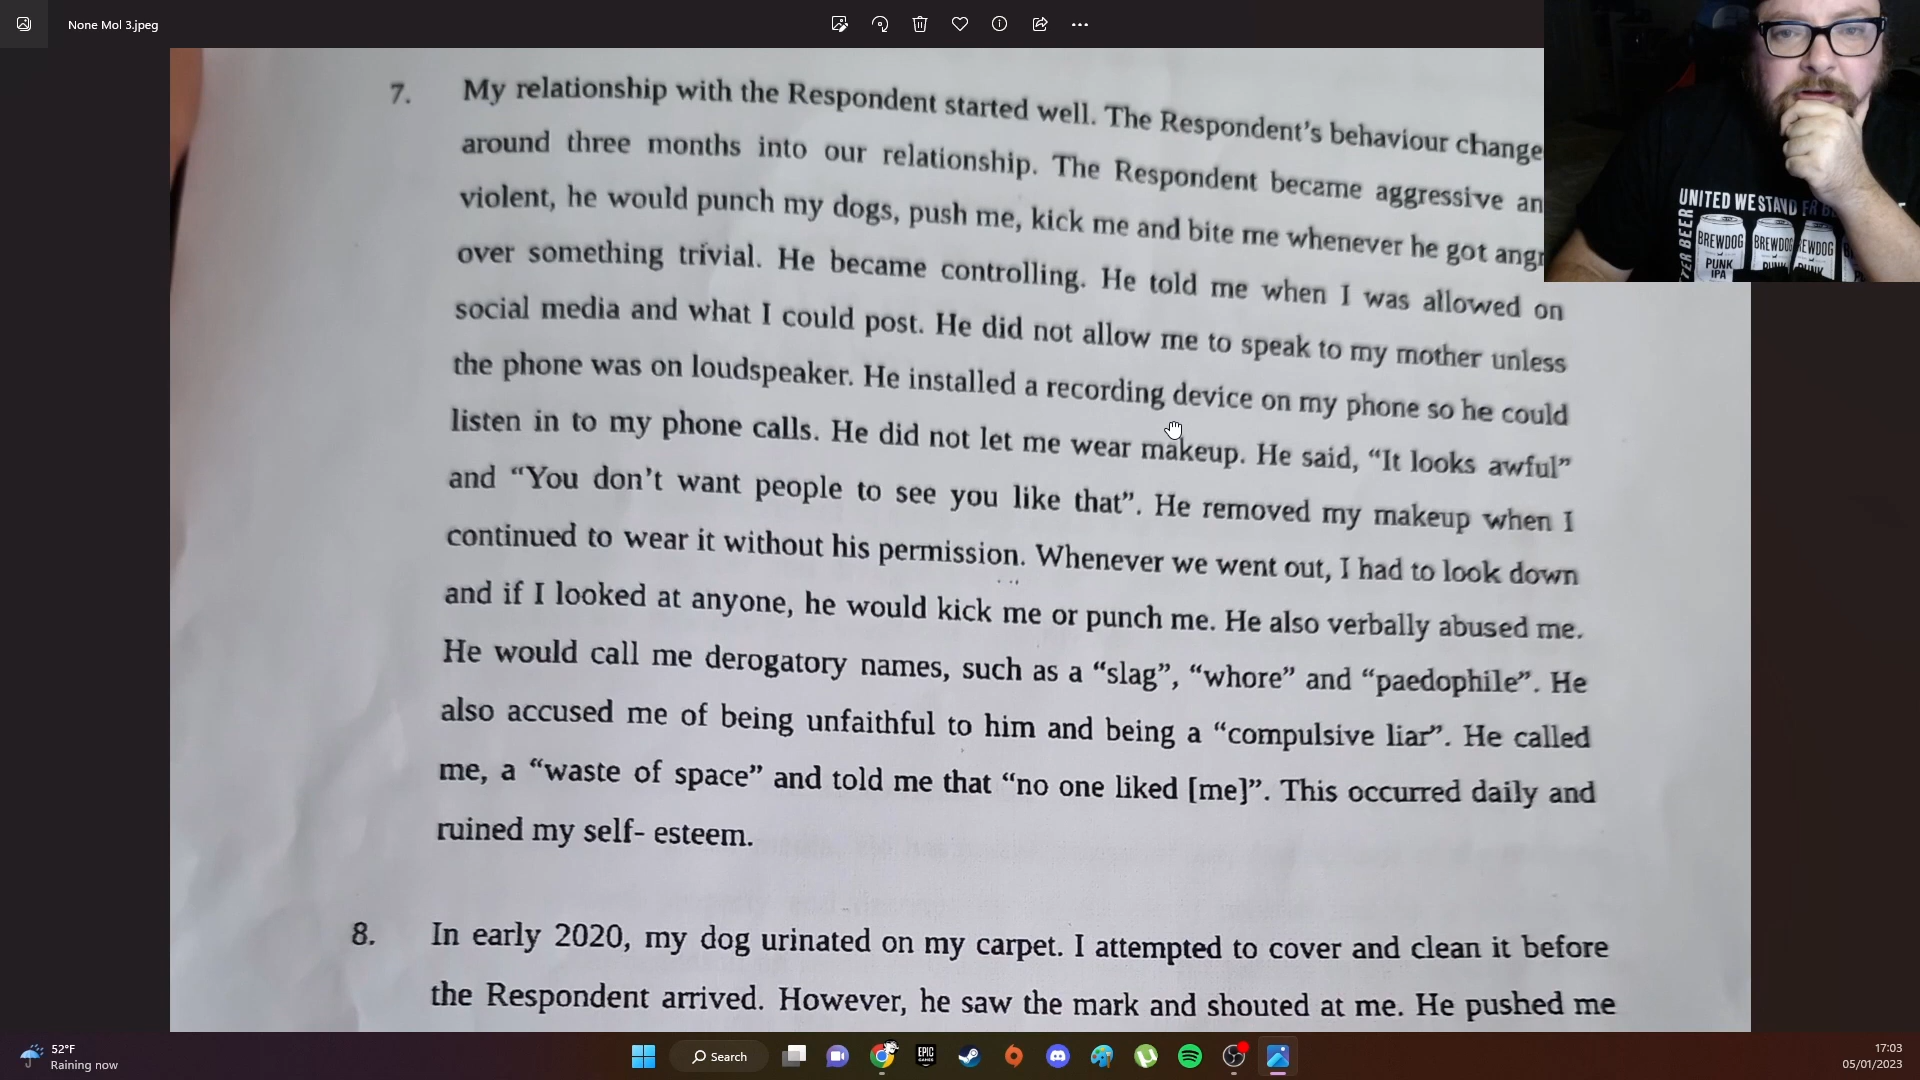 None Mol 3.jpeg
7. My relationship with the Respondent started well. The Respondent's behaviour change
around three months into our relationship. The Respondent became aggressive an
violent, he would punch my dogs, push me, kick me and bite me whenever he got angr
over something trivial. He became controlling. He told me when I was allowed on
social media and what I could post. He did not allow me to speak to my mother unless
the phone was on loudspeaker. He installed a recording device on my phone so he could
listen in to my phone calls. He did not let me wear makeup. He said, “It looks awful”
and “You don’t want people to see you like that”. He removed my makeup when I
continued to wear it without his permission. Whenever we went out, I had to look down
and if I looked at anyone, he would kick me or punch me. He also verbally abused me.
He would call me derogatory names, such as a “slag”, “whore” and “paedophile”. He
also accused me of being unfaithful to him and being a “compulsive liar”. He called
me, a “waste of space” and told me that “no one liked [me]”. This occurred daily and
ruined my self- esteem.
8. In early 2020, my dog urinated on my carpet. I attempted to cover and clean it before
the Respondent arrived. However, he saw the mark and shouted at me. He pushed me
UNITED WE STAND
TER BEER
BREWDOG BREWDOG EWDOG
PUNK PUNK
IPA
52°F
Raining now
Search
EPIC
GAMES
17:03
05/01/2023